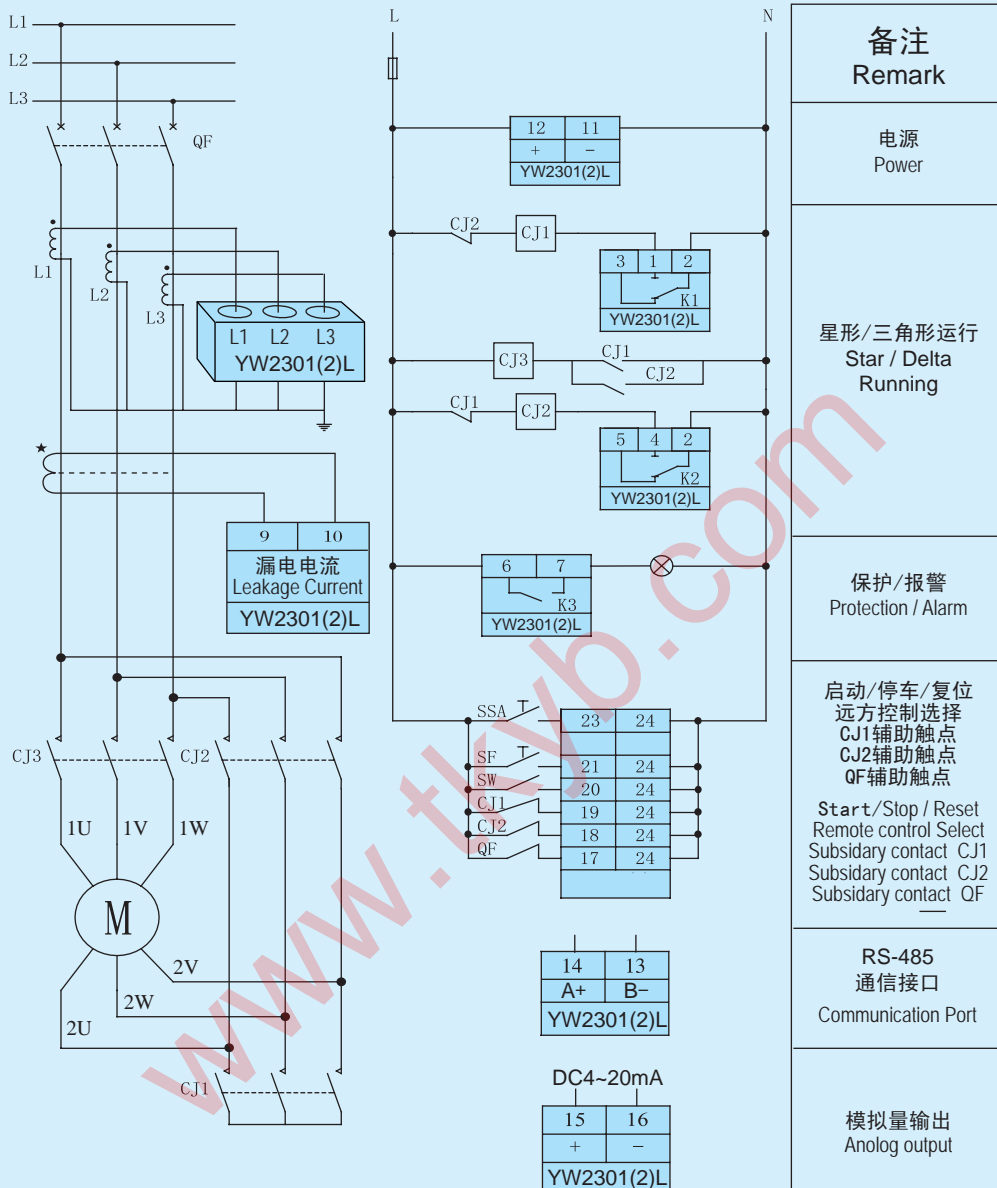 L1
L2
L3
QF
L1
L2
L3
L1 L2 L3
YW2301(2)L
★
9 10
漏电电流
Leakage Current
YW2301(2)L
CJ3
CJ2
1U 1V 1W
M
2V
2W
2U
CJ1
L N
12 11
+ −
YW2301(2)L
CJ2 CJ1
3 1 2
K1
YW2301(2)L
CJ3 CJ1
CJ2
CJ1 CJ2
5 4 2
K2
YW2301(2)L
6 7
K3
YW2301(2)L
SSA 23 24
SF 21 24
SW 20 24
CJ1 19 24
CJ2 18 24
QF 17 24
14 13
A+ B−
YW2301(2)L
DC4~20mA
15 16
+ −
YW2301(2)L
备注
Remark
电源
Power
星形/三角形运行
Star / Delta
Running
保护/报警
Protection / Alarm
启动/停车/复位
远方控制选择
CJ1辅助触点
CJ2辅助触点
QF辅助触点
Start/Stop / Reset
Remote control Select
Subsidary contact CJ1
Subsidary contact CJ2
Subsidary contact QF
RS-485
通信接口
Communication Port
模拟量输出
Anolog output
www.tkyb.com